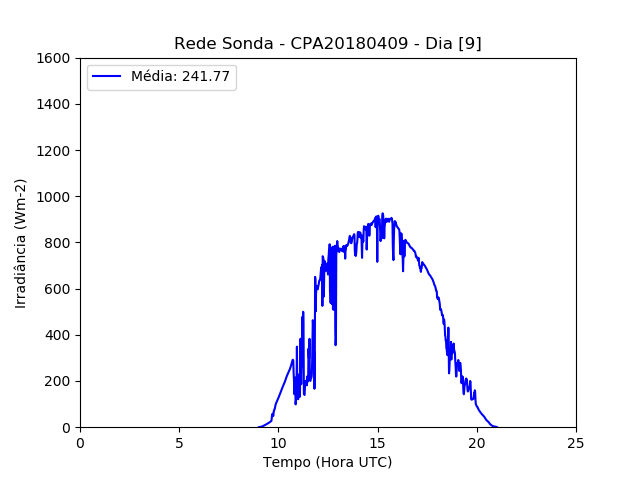 Rede Sonda - CPA20180409 - Dia [9]
Média: 241.77
1600
1400
1200
1000
800
600
400
200
0
Irradiância (Wm-2)
0 5 10 15 20 25
Tempo (Hora UTC)